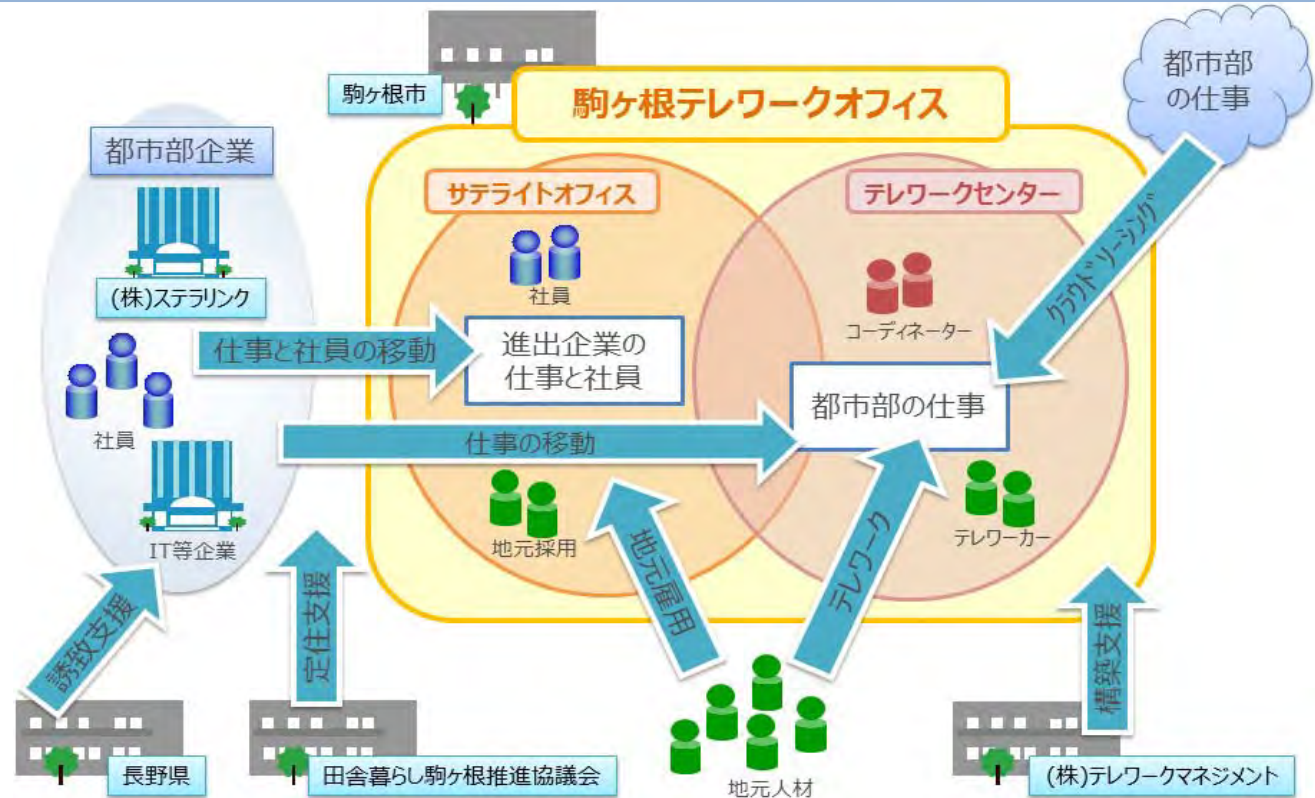 駒ヶ根市
駒ヶ根テレワークオフィス
都市部
の仕事
都市部企業
サテライトオフィス
テレワークセンター
クラウドソーシング
(株)ステラリンク
社員
コーディネーター
仕事と社員の移動
進出企業の
仕事と社員
都市部の仕事
社員
仕事の移動
IT等企業
地元採用
テレワーカー
誘致支援
定住支援
地元雇用
テレワーク
構築支援
長野県
田舎暮らし駒ヶ根推進協議会
地元人材
(株)テレワークマネジメント